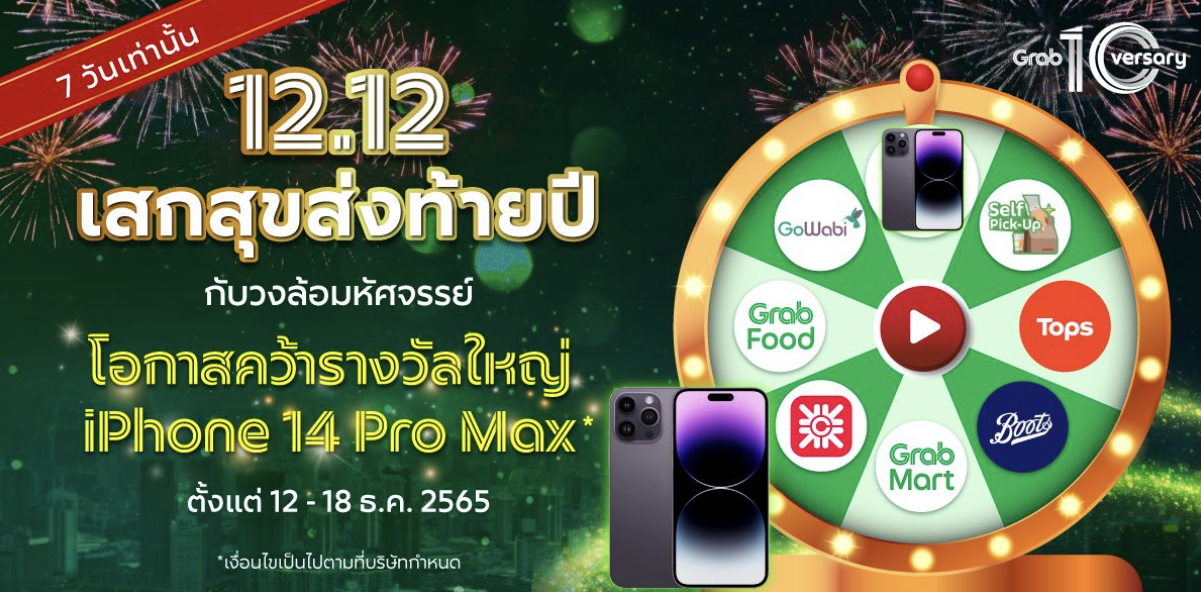 7 วันเท่านั้น
Grab 10 versary
12.12
เสกสุขส่งท้ายปี
กับวงล้อมหัศจรรย์
โอกาสคว้ารางวัลใหญ่
iPhone 14 Pro Max*
ตั้งแต่ 12 - 18 ธ.ค. 2565
*เงื่อนไขเป็นไปตามที่บริษัทกำหนด
GoWabi
Self
Pick-Up
Grab
Food
Tops
Boots
Grab
Mart